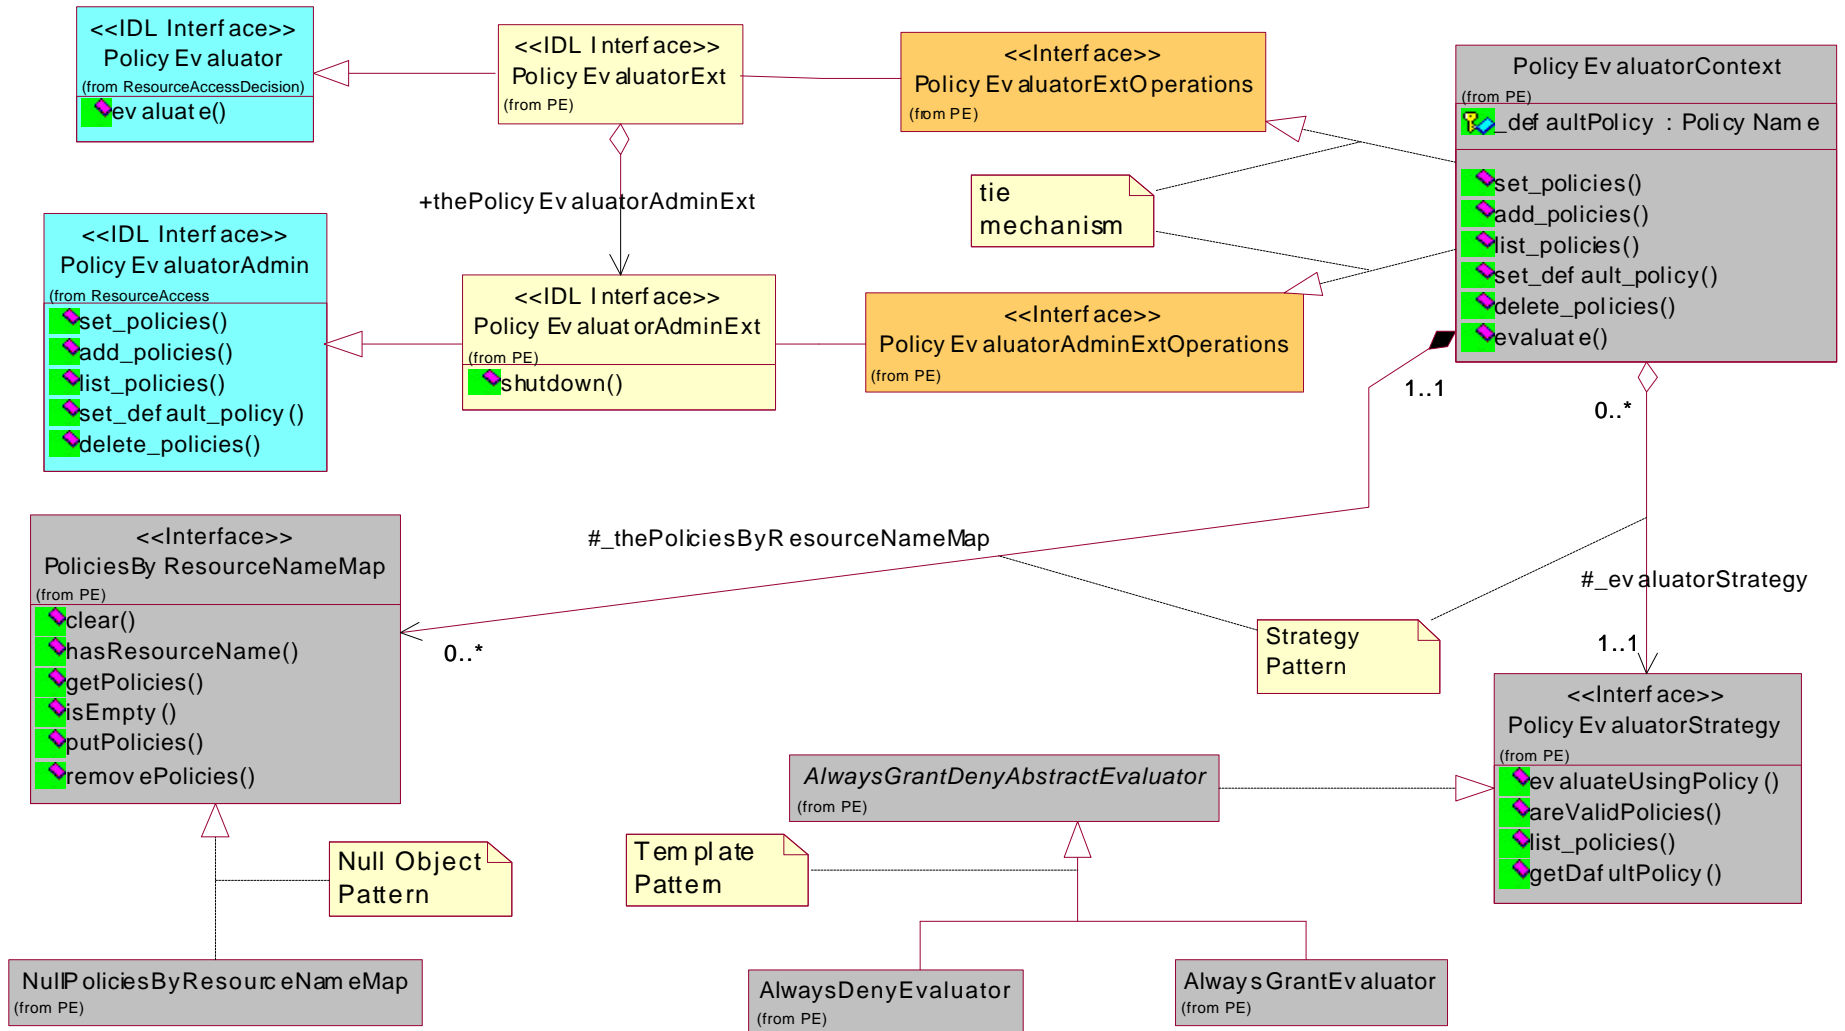 <<IDL Interface>>
PolicyEvaluator
(from ResourceAccessDecision)
evaluate()
<<IDL Interface>>
PolicyEvaluatorExt
(from PE)
<<Interface>>
PolicyEvaluatorExtOperations
(from PE)
PolicyEvaluatorContext
(from PE)
_defaultPolicy : PolicyName
set_policies()
add_policies()
list_policies()
set_default_policy()
delete_policies()
evaluate()
tie
mechanism
+thePolicyEvaluatorAdminExt
<<IDL Interface>>
PolicyEvaluatorAdmin
(from ResourceAccess
set_policies()
add_policies()
list_policies()
set_default_policy()
delete_policies()
<<IDL Interface>>
PolicyEvaluatorAdminExt
(from PE)
shutdown()
<<Interface>>
PolicyEvaluatorAdminExtOperations
(from PE)
1..1
0..*
<<Interface>>
PoliciesByResourceNameMap
(from PE)
clear()
hasResourceName()
getPolicies()
isEmpty()
putPolicies()
removePolicies()
#_thePoliciesByResourceNameMap
0..*
#_evaluatorStrategy
1..1
Strategy
Pattern
<<Interface>>
PolicyEvaluatorStrategy
(from PE)
evaluateUsingPolicy()
areValidPolicies()
list_policies()
getDafultPolicy()
AlwaysGrantDenyAbstractEvaluator
(from PE)
Null Object
Pattern
Template
Pattern
NullPoliciesByResourceNameMap
(from PE)
AlwaysDenyEvaluator
(from PE)
AlwaysGrantEvaluator
(from PE)